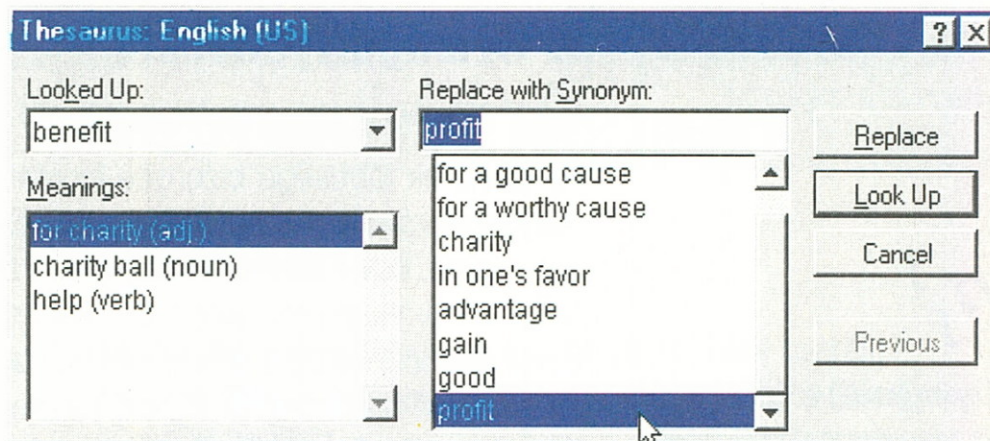 Thesaurus: English (US)
Looked Up:
benefit
Meanings:
for charity (adj.)
charity ball (noun)
help (verb)
Replace with Synonym:
profit
for a good cause
for a worthy cause
charity
in one's favor
advantage
gain
good
profit
Replace
Look Up
Cancel
Previous